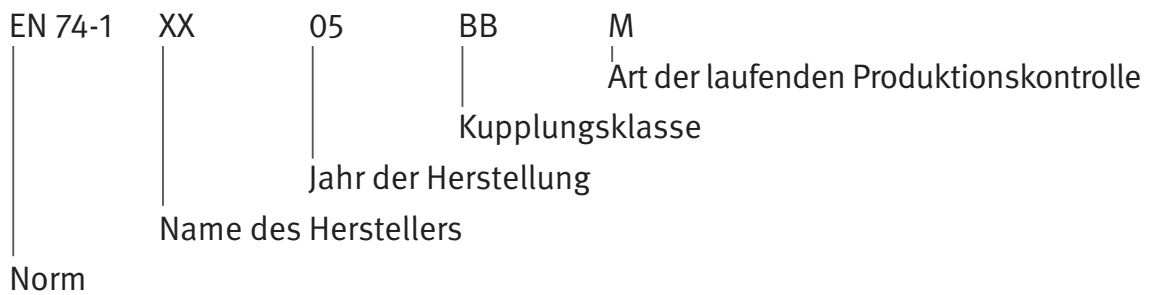 EN 74-1 XX 05 BB M
Art der laufenden Produktionskontrolle
Kupplungsklasse
Jahr der Herstellung
Name des Herstellers
Norm